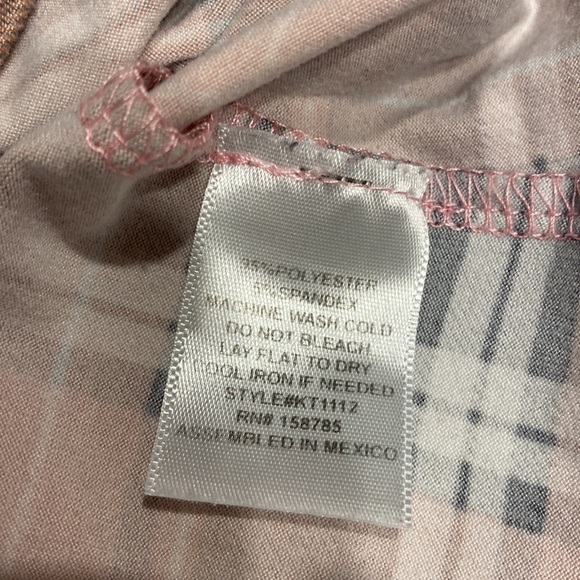 95%POLYESTER
5%SPANDEX
MACHINE WASH COLD
DO NOT BLEACH
LAY FLAT TO DRY
COOL IRON IF NEEDED
STYLE#KT1112
RN# 158785
ASSEMBLED IN MEXICO